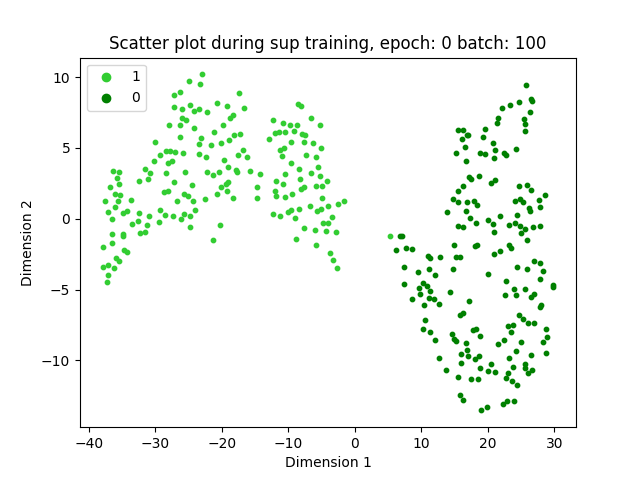 Scatter plot during sup training, epoch: 0 batch: 100
1
0
10
5
0
−5
−10
Dimension 2
−40 −30 −20 −10 0 10 20 30
Dimension 1